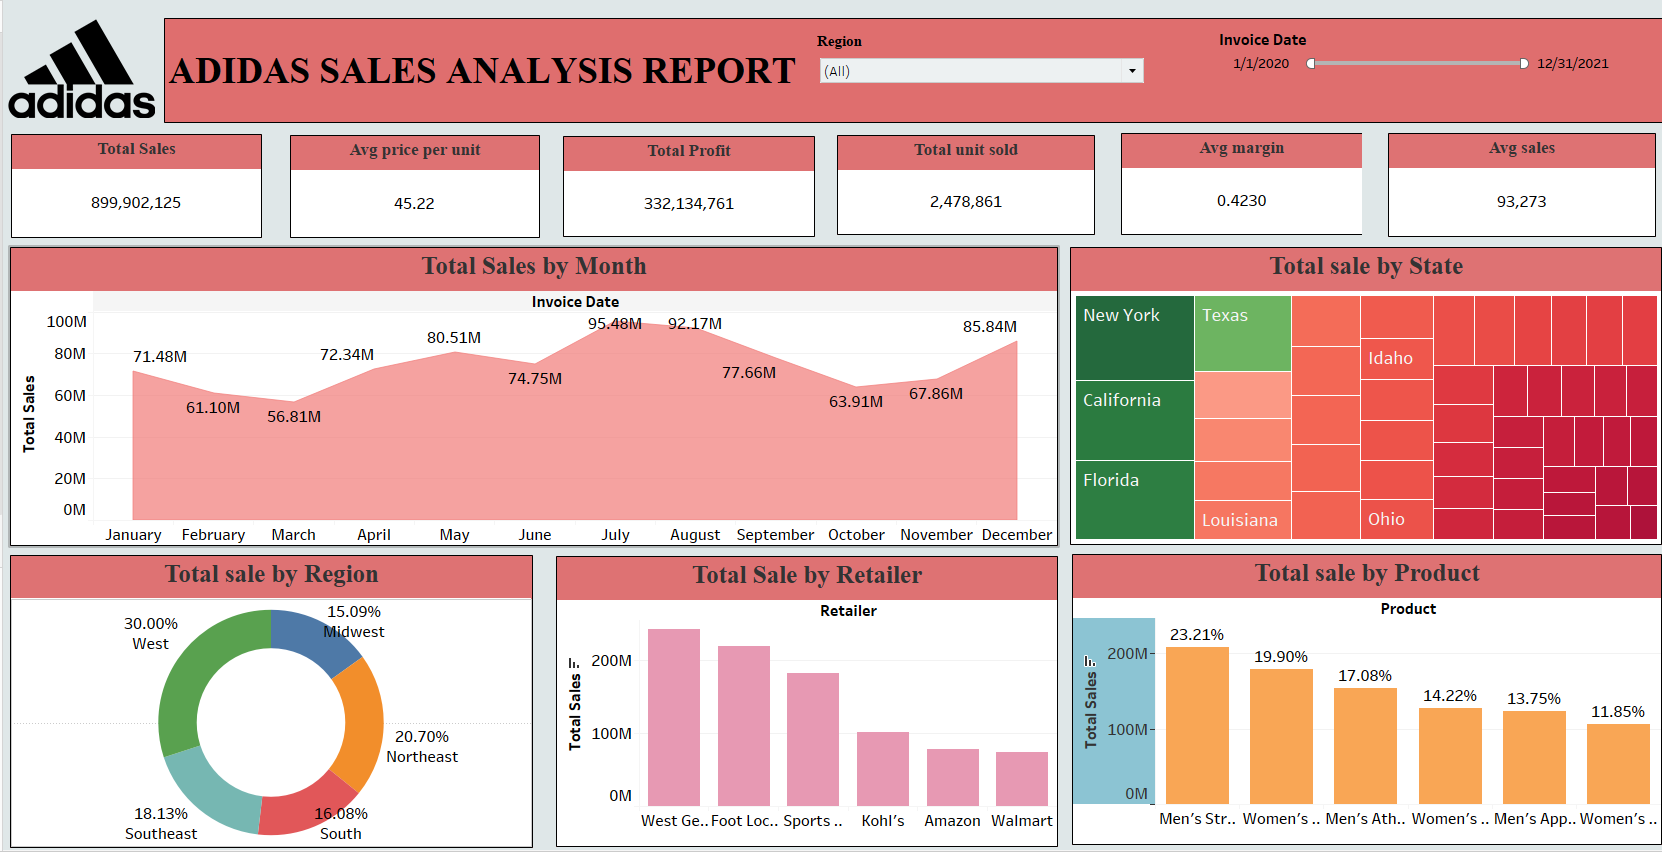 adidas
ADIDAS SALES ANALYSIS REPORT
Region
(All)
Invoice Date
1/1/2020
12/31/2021
Total Sales
899,902,125
Avg price per unit
45.22
Total Profit
332,134,761
Total unit sold
2,478,861
Avg margin
0.4230
Avg sales
93,273
Total Sales by Month
Invoice Date
Total Sales
100M
80M
60M
40M
20M
0M
71.48M
61.10M
56.81M
72.34M
80.51M
74.75M
95.48M
92.17M
77.66M
63.91M
67.86M
85.84M
January February March April May June July August September October November December
Total sale by State
New York
California
Florida
Texas
Louisiana
Idaho
Ohio
Total sale by Region
30.00%
West
15.09%
Midwest
20.70%
Northeast
18.13%
Southeast
16.08%
South
Total Sale by Retailer
Retailer
Total Sales
200M
100M
0M
West Ge.. Foot Loc.. Sports .. Kohl's Amazon Walmart
Total sale by Product
Product
Total Sales
200M
100M
0M
23.21%
19.90%
17.08%
14.22%
13.75%
11.85%
Men's Str.. Women's .. Men's Ath.. Women's .. Men's App.. Women's ..